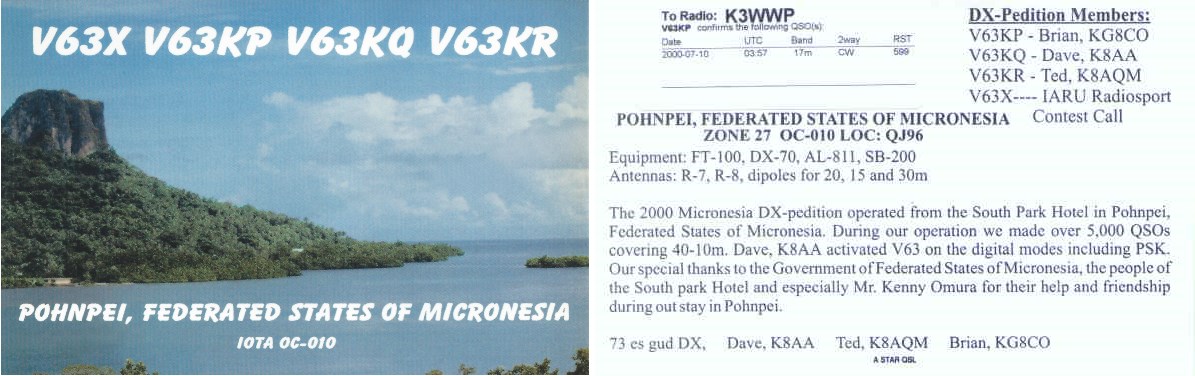 V63X V63KP V63KQ V63KR
POHNPEI, FEDERATED STATES OF MICRONESIA
IOTA OC-010
To Radio: K3WWP
V63KP confirms the following QSO(s):
Date UTC Band 2way RST
2000-07-10 03:57 17m CW 599
DX-Pedition Members:
V63KP - Brian, KG8CO
V63KQ - Dave, K8AA
V63KR - Ted, K8AQM
V63X---- IARU Radiosport
Contest Call
POHNPEI, FEDERATED STATES OF MICRONESIA
ZONE 27 OC-010 LOC: QJ96
Equipment: FT-100, DX-70, AL-811, SB-200
Antennas: R-7, R-8, dipoles for 20, 15 and 30m
The 2000 Micronesia DX-pedition operated from the South Park Hotel in Pohnpei,
Federated States of Micronesia. During our operation we made over 5,000 QSOs
covering 40-10m. Dave, K8AA activated V63 on the digital modes including PSK.
Our special thanks to the Government of Federated States of Micronesia, the people of
the South park Hotel and especially Mr. Kenny Omura for their help and friendship
during out stay in Pohnpei.
73 es gud DX, Dave, K8AA Ted, K8AQM Brian, KG8CO
A STAR QSL